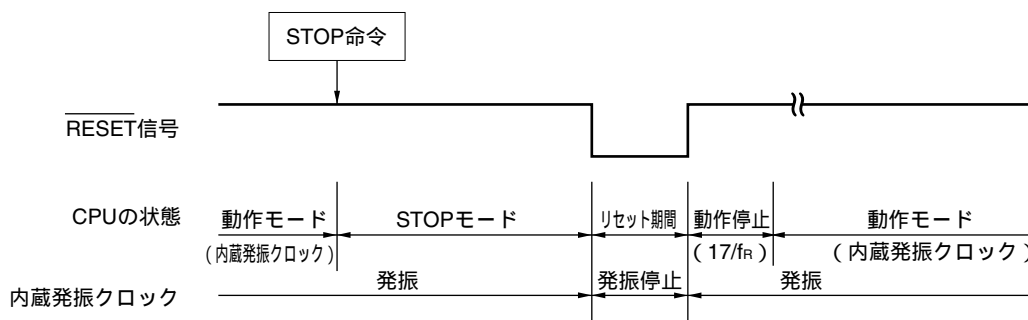 STOP命令
RESET信号
CPUの状態
動作モード
STOPモード
リセット期間
動作停止
動作モード
(内蔵発振クロック)
(17/fR)
(内蔵発振クロック)
内蔵発振クロック
発振
発振停止
発振